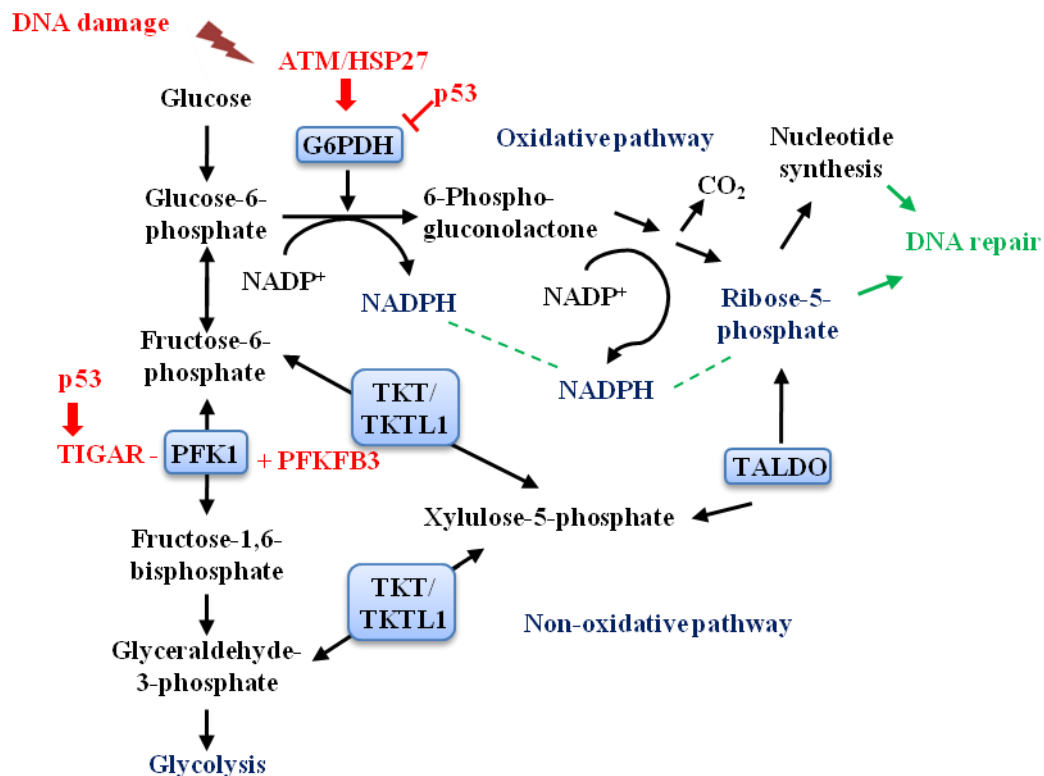 DNA damage
ATM/HSP27
p53
Glucose
G6PDH
Oxidative pathway
Nucleotide
synthesis
CO₂
Glucose-6-
phosphate
6-Phospho-
gluconolactone
DNA repair
NADP⁺
NADPH
NADP⁺
Ribose-5-
phosphate
Fructose-6-
phosphate
NADPH
p53
TKT/
TKTL1
TIGAR -
PFK1
+ PFKFB3
TALDO
Xylulose-5-phosphate
Fructose-1,6-
bisphosphate
TKT/
TKTL1
Non-oxidative pathway
Glyceraldehyde-
3-phosphate
Glycolysis